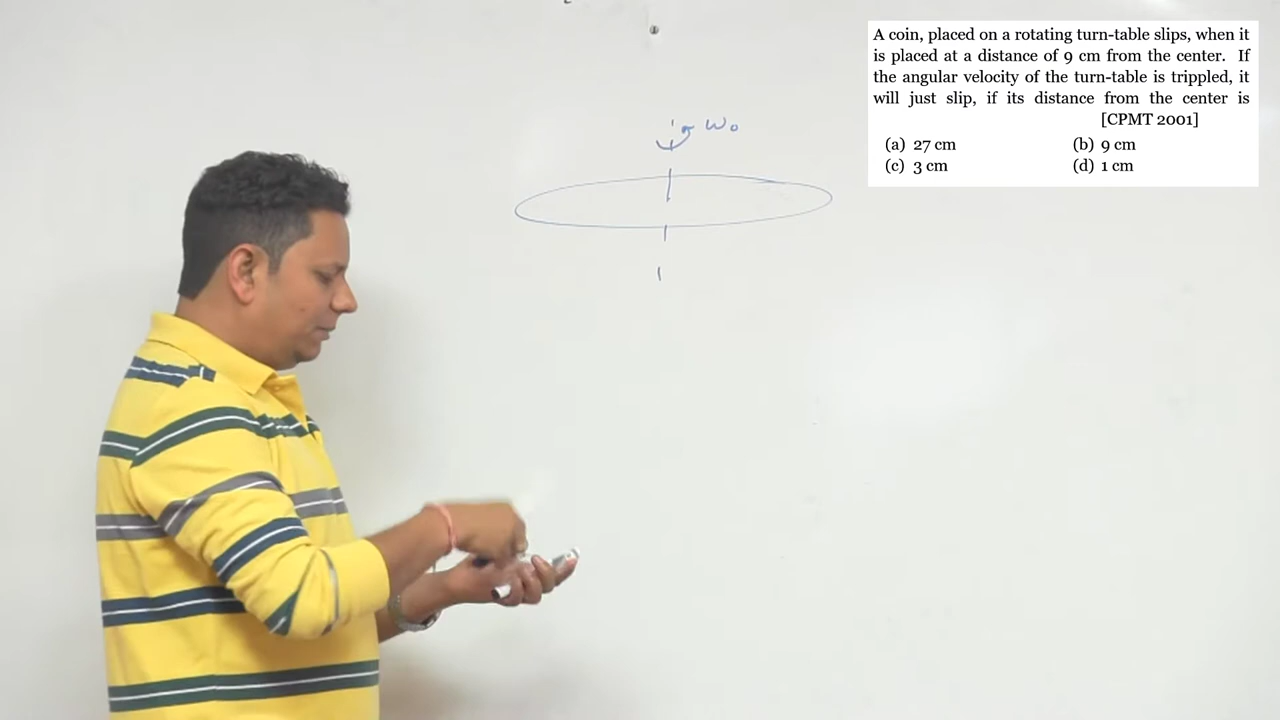 A coin, placed on a rotating turn-table slips, when it
is placed at a distance of 9 cm from the center. If
the angular velocity of the turn-table is trippled, it
will just slip, if its distance from the center is
[CPMT 2001]
(a) 27 cm (b) 9 cm
(c) 3 cm (d) 1 cm
ω₀